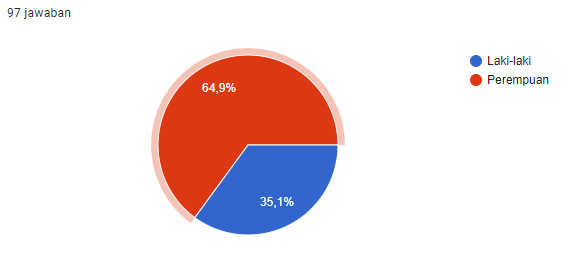 97 jawaban
Laki-laki
Perempuan
64,9%
35,1%